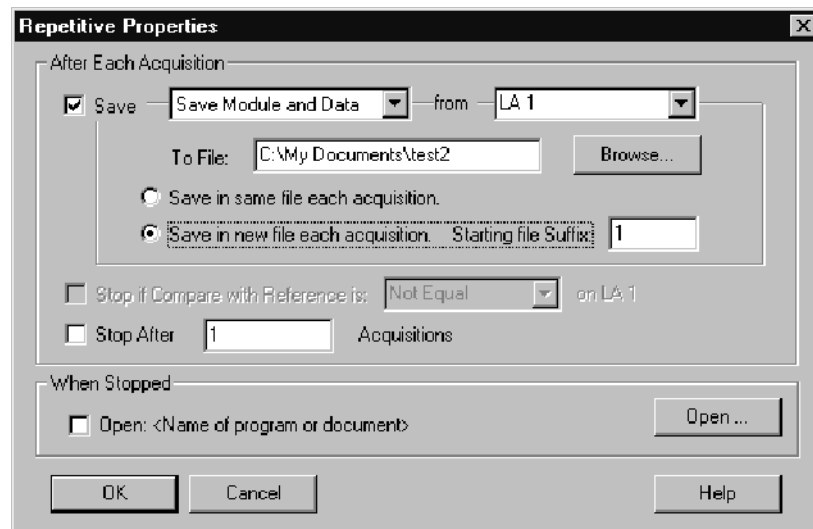 Repetitive Properties
After Each Acquisition
Save Save Module and Data from LA 1
To File: C:\My Documents\test2 Browse...
Save in same file each acquisition.
Save in new file each acquisition. Starting file Suffix: 1
Stop if Compare with Reference is: Not Equal on LA 1
Stop After 1 Acquisitions
When Stopped
Open: <Name of program or document> Open ...
OK Cancel Help